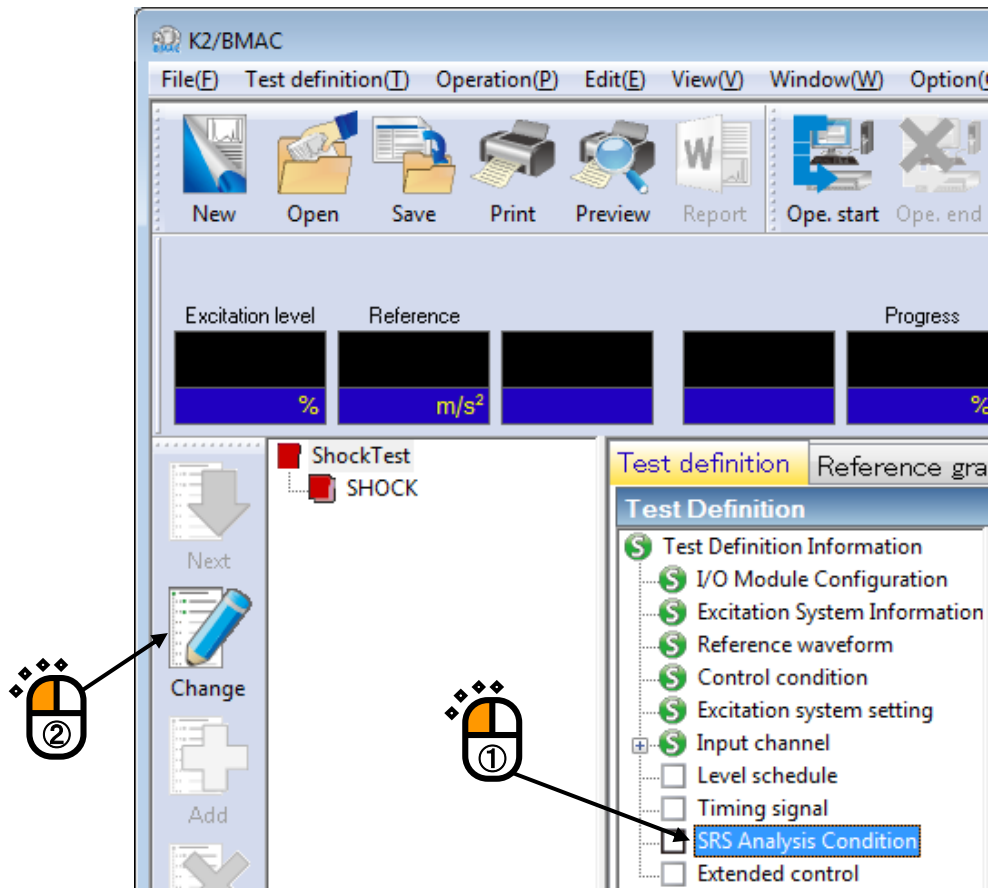 K2/BMAC
File(F) Test definition(T) Operation(P) Edit(E) View(V) Window(W) Option(
New Open Save Print Preview Report Ope. start Ope. end
Excitation level Reference Progress
% m/s² %
ShockTest
SHOCK
Next
Change
Add
②
①
Test definition Reference gra
Test Definition
Test Definition Information
I/O Module Configuration
Excitation System Information
Reference waveform
Control condition
Excitation system setting
Input channel
Level schedule
Timing signal
SRS Analysis Condition
Extended control